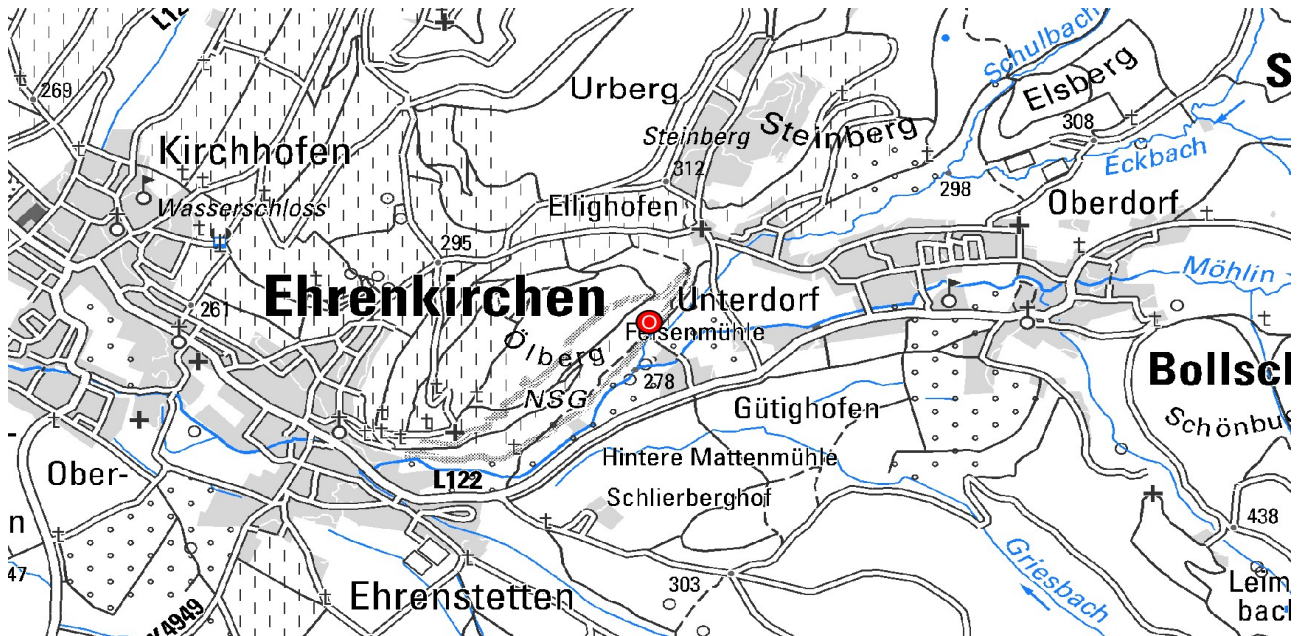 L12
Schulbach
Elsberg
S
269
Urberg
Steinberg
Steinberg
308
Kirchhofen
312
Eckbach
298
Wasserschloss
Ellighofen
Oberdorf
295
Möhlin
261
Ehrenkirchen
Unterdorf
Felsenmühle
Ölberg
278
Bollsch
NSG
Gütighofen
Schönbu
Ober-
L122
Hintere Mattenmühle
Schlierberghof
n
438
47
303
Griesbach
Ehrenstetten
Leim
bach
4949